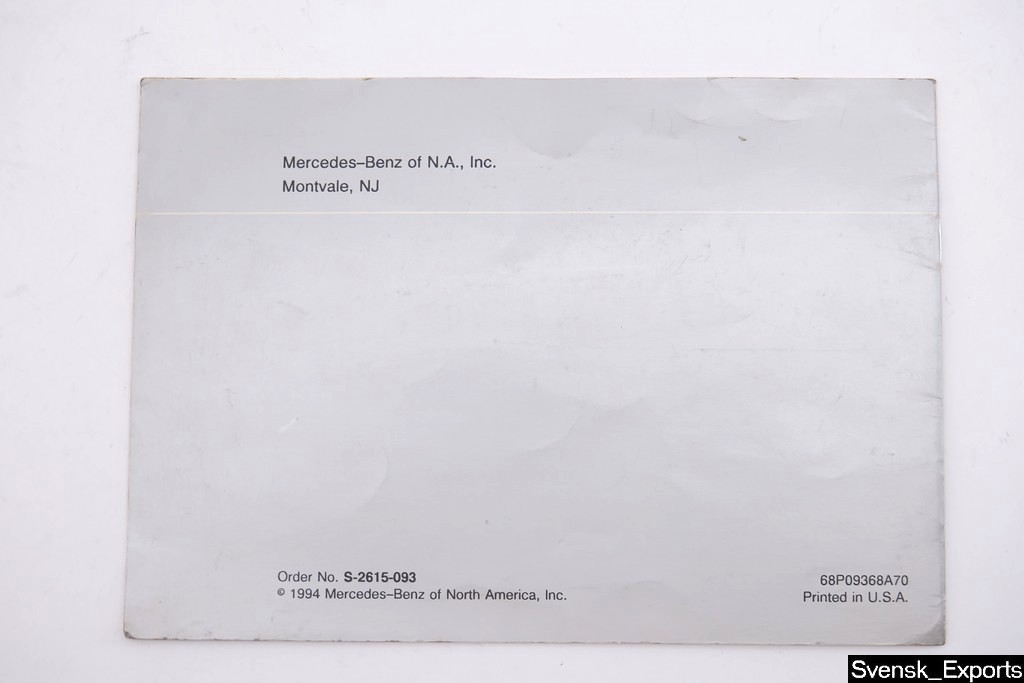 Mercedes–Benz of N.A., Inc.
Montvale, NJ
Order No. S-2615-093
© 1994 Mercedes–Benz of North America, Inc.
68P09368A70
Printed in U.S.A.
Svensk_Exports